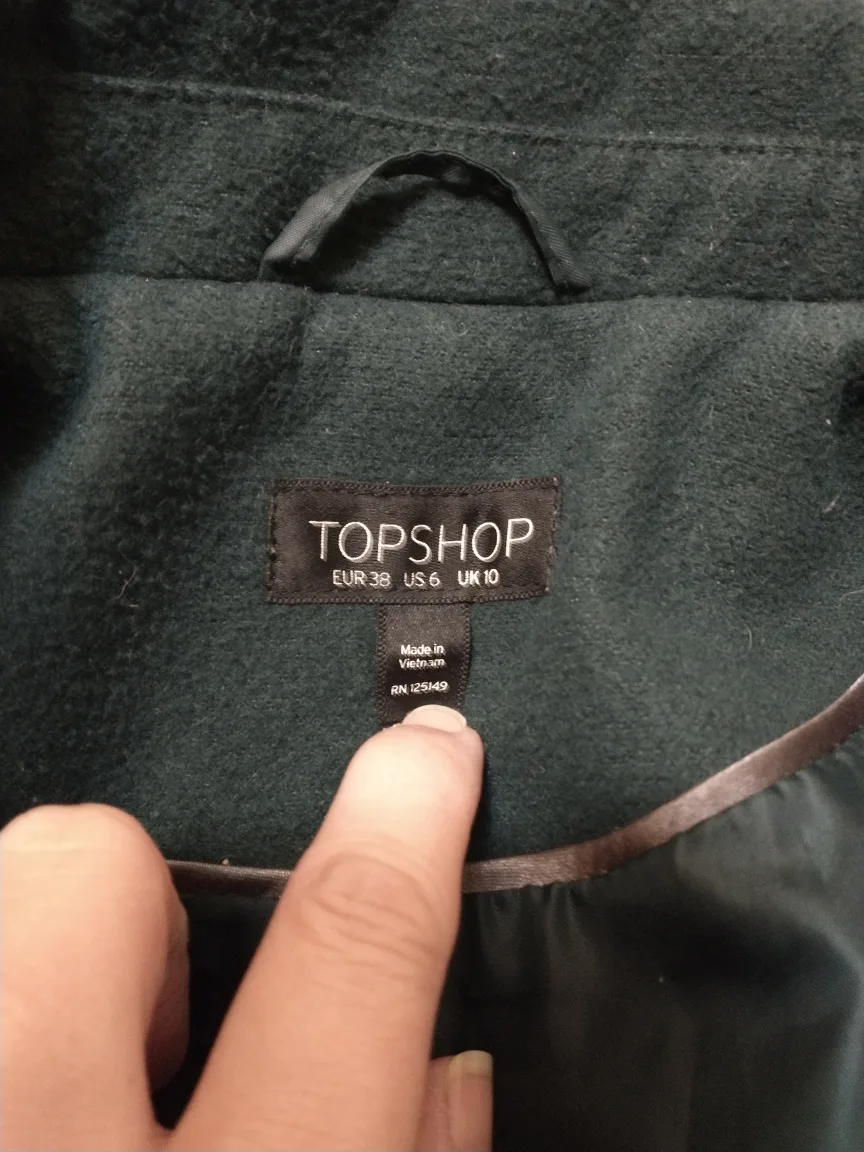 TOPSHOP
EUR 38 US 6 UK 10
Made in
Vietnam
RN 125149